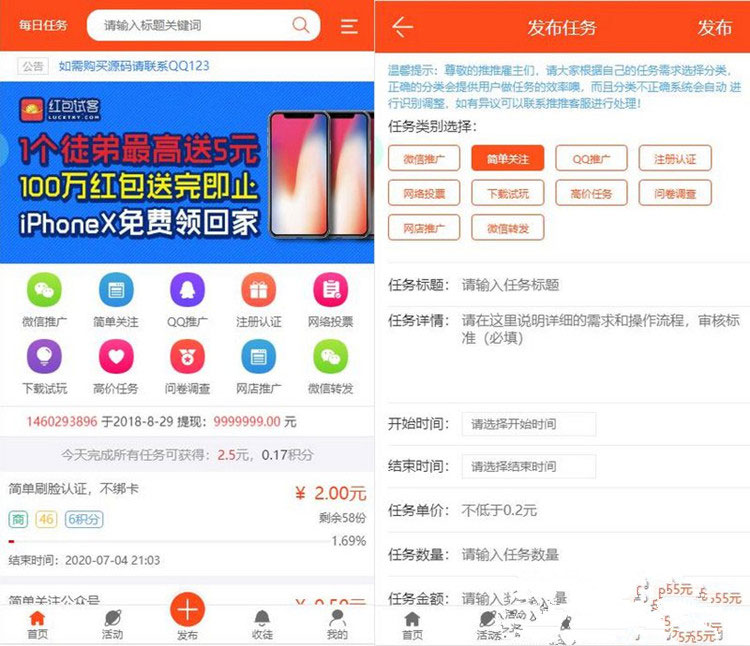 每日任务
请输入标题关键词
公告
如需购买源码请联系QQ123
红包试客
LUCKTRY.COM
1个徒弟最高送5元
100万红包送完即止
iPhoneX免费领回家
微信推广 简单关注 QQ推广 注册认证 网络投票
下载试玩 高价任务 问卷调查 网店推广 微信转发
1460293896 于2018-8-29 提现：9999999.00 元
今天完成所有任务可获得：2.5元，0.17积分
简单刷脸认证，不绑卡
¥ 2.00元
商 46 6积分
剩余58份
1.69%
结束时间：2020-07-04 21:03
简单关注公众号
¥ 0.50元
首页 活动 发布 收徒 我的
发布任务
发布
温馨提示：尊敬的推推雇主们，请大家根据自己的任务需求选择分类，
正确的分类会提供用户做任务的效率噢，而且分类不正确系统会自动 进
行识别调整，如有异议可以联系推推客服进行处理！
任务类别选择：
微信推广 简单关注 QQ推广 注册认证
网络投票 下载试玩 高价任务 问卷调查
网店推广 微信转发
任务标题： 请输入任务标题
任务详情： 请在这里说明详细的需求和操作流程，审核标
准（必填）
开始时间： 请选择开始时间
结束时间： 请选择结束时间
任务单价： 不低于0.2元
任务数量： 请输入任务数量
任务金额： 请输入
量
首页 活动